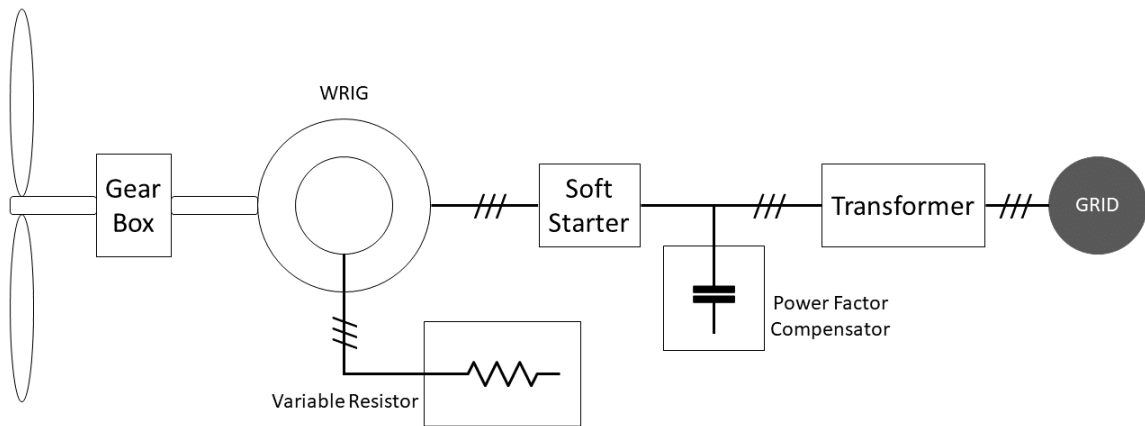 WRIG
Gear
Box
Soft
Starter
Transformer
GRID
Power Factor
Compensator
Variable Resistor